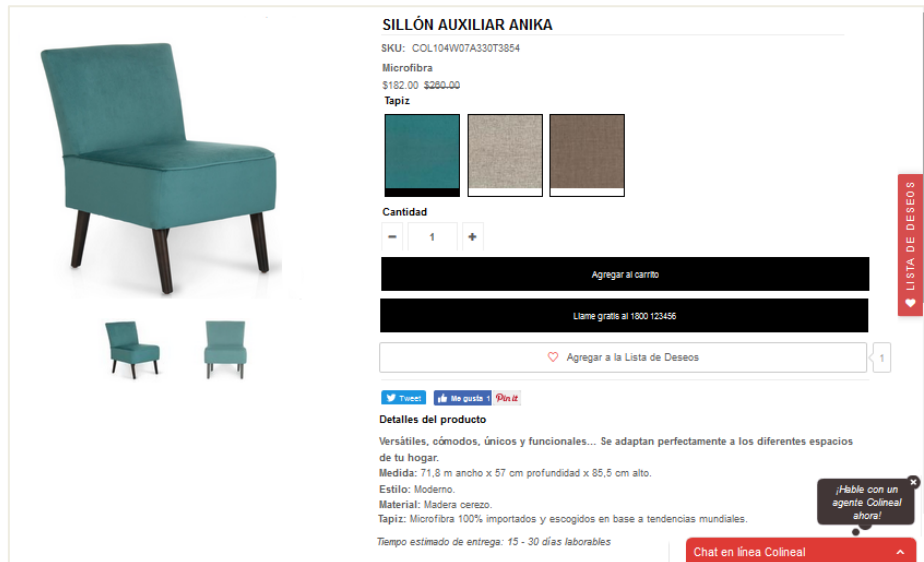 SILLÓN AUXILIAR ANIKA
SKU: COL104W07A330T3854
Microfibra
$182.00 $260.00
Tapiz
Cantidad
− 1 +
Agregar al carrito
Llame gratis al 1800 123456
Agregar a la Lista de Deseos 1
Tweet Me gusta 1 Pin it
Detalles del producto
Versátiles, cómodos, únicos y funcionales... Se adaptan perfectamente a los diferentes espacios
de tu hogar.
Medida: 71,8 m ancho x 57 cm profundidad x 85,5 cm alto.
Estilo: Moderno.
Material: Madera cerezo.
Tapiz: Microfibra 100% importados y escogidos en base a tendencias mundiales.
Tiempo estimado de entrega: 15 - 30 días laborables
LISTA DE DESEOS
¡Hable con un
agente Colineal
ahora!
Chat en línea Colineal